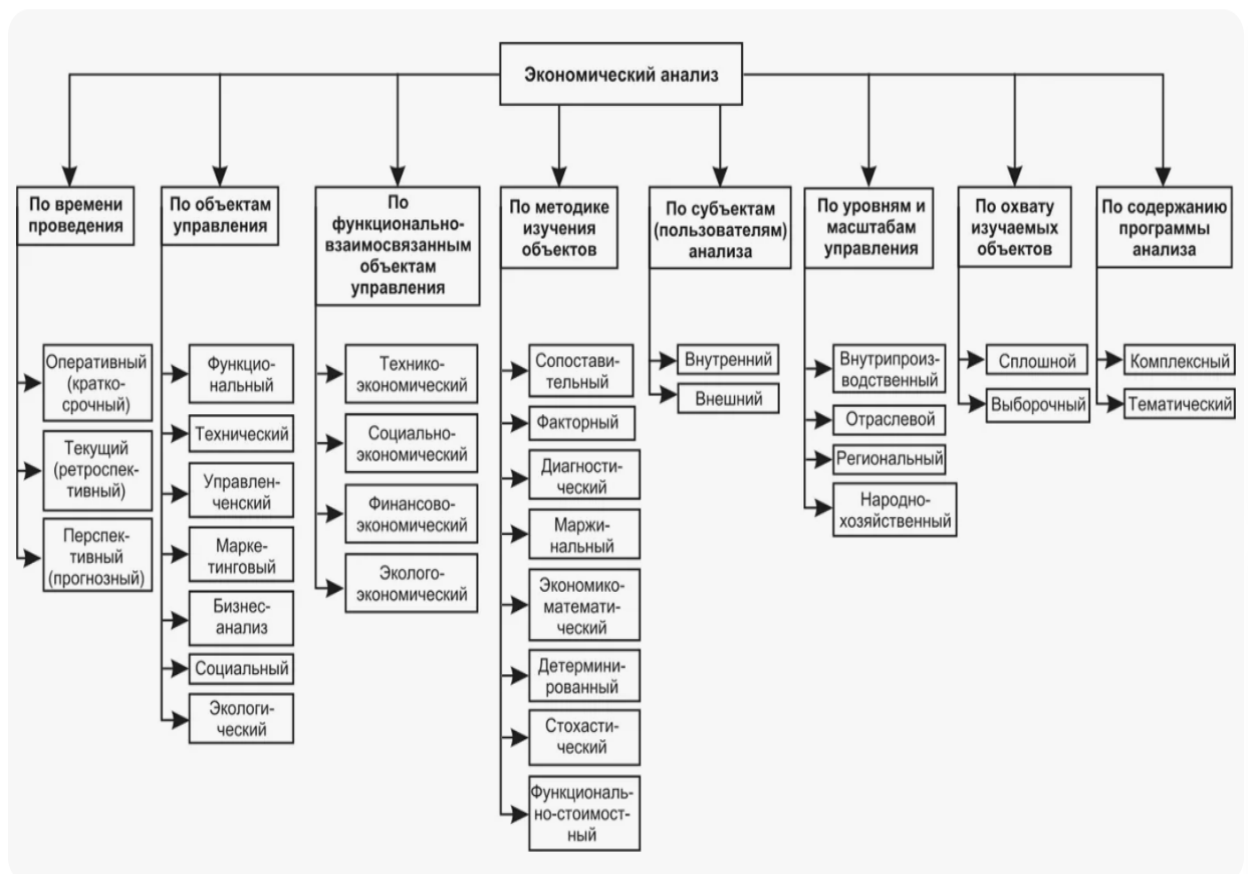 Экономический анализ
По времени
проведения
По объектам
управления
По
функционально-
взаимосвязанным
объектам
управления
По методике
изучения
объектов
По субъектам
(пользователям)
анализа
По уровням и
масштабам
управления
По охвату
изучаемых
объектов
По содержанию
программы
анализа
Оперативный
(кратко-
срочный)
Текущий
(ретроспек-
тивный)
Перспек-
тивный
(прогнозный)
Функцио-
нальный
Технический
Управлен-
ченский
Марке-
тинговый
Бизнес-
анализ
Социальный
Экологи-
ческий
Технико-
экономический
Социально-
экономический
Финансово-
экономический
Эколого-
экономический
Сопостави-
тельный
Факторный
Диагности-
ческий
Маржи-
нальный
Экономико-
математи-
ческий
Детермини-
рованный
Стохасти-
ческий
Функциональ-
но-стоимост-
ный
Внутренний
Внешний
Внутрипроиз-
водственный
Отраслевой
Региональный
Народно-
хозяйственный
Сплошной
Выборочный
Комплексный
Тематический